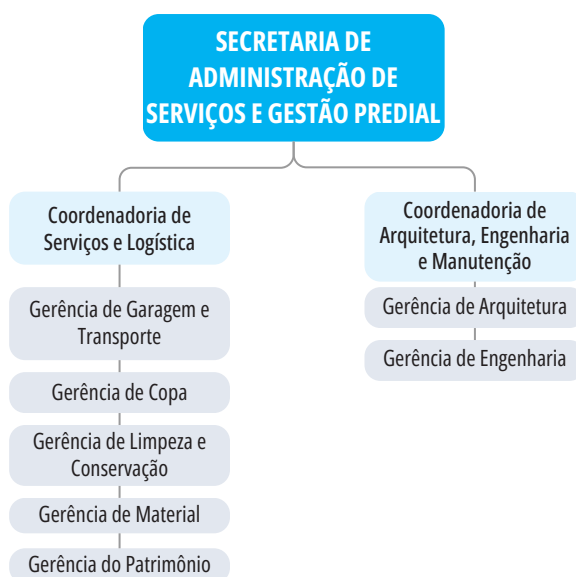 SECRETARIA DE
ADMINISTRAÇÃO DE
SERVIÇOS E GESTÃO PREDIAL
Coordenadoria de
Serviços e Logística
Gerência de Garagem e
Transporte
Gerência de Copa
Gerência de Limpeza e
Conservação
Gerência de Material
Gerência do Patrimônio
Coordenadoria de
Arquitetura, Engenharia
e Manutenção
Gerência de Arquitetura
Gerência de Engenharia